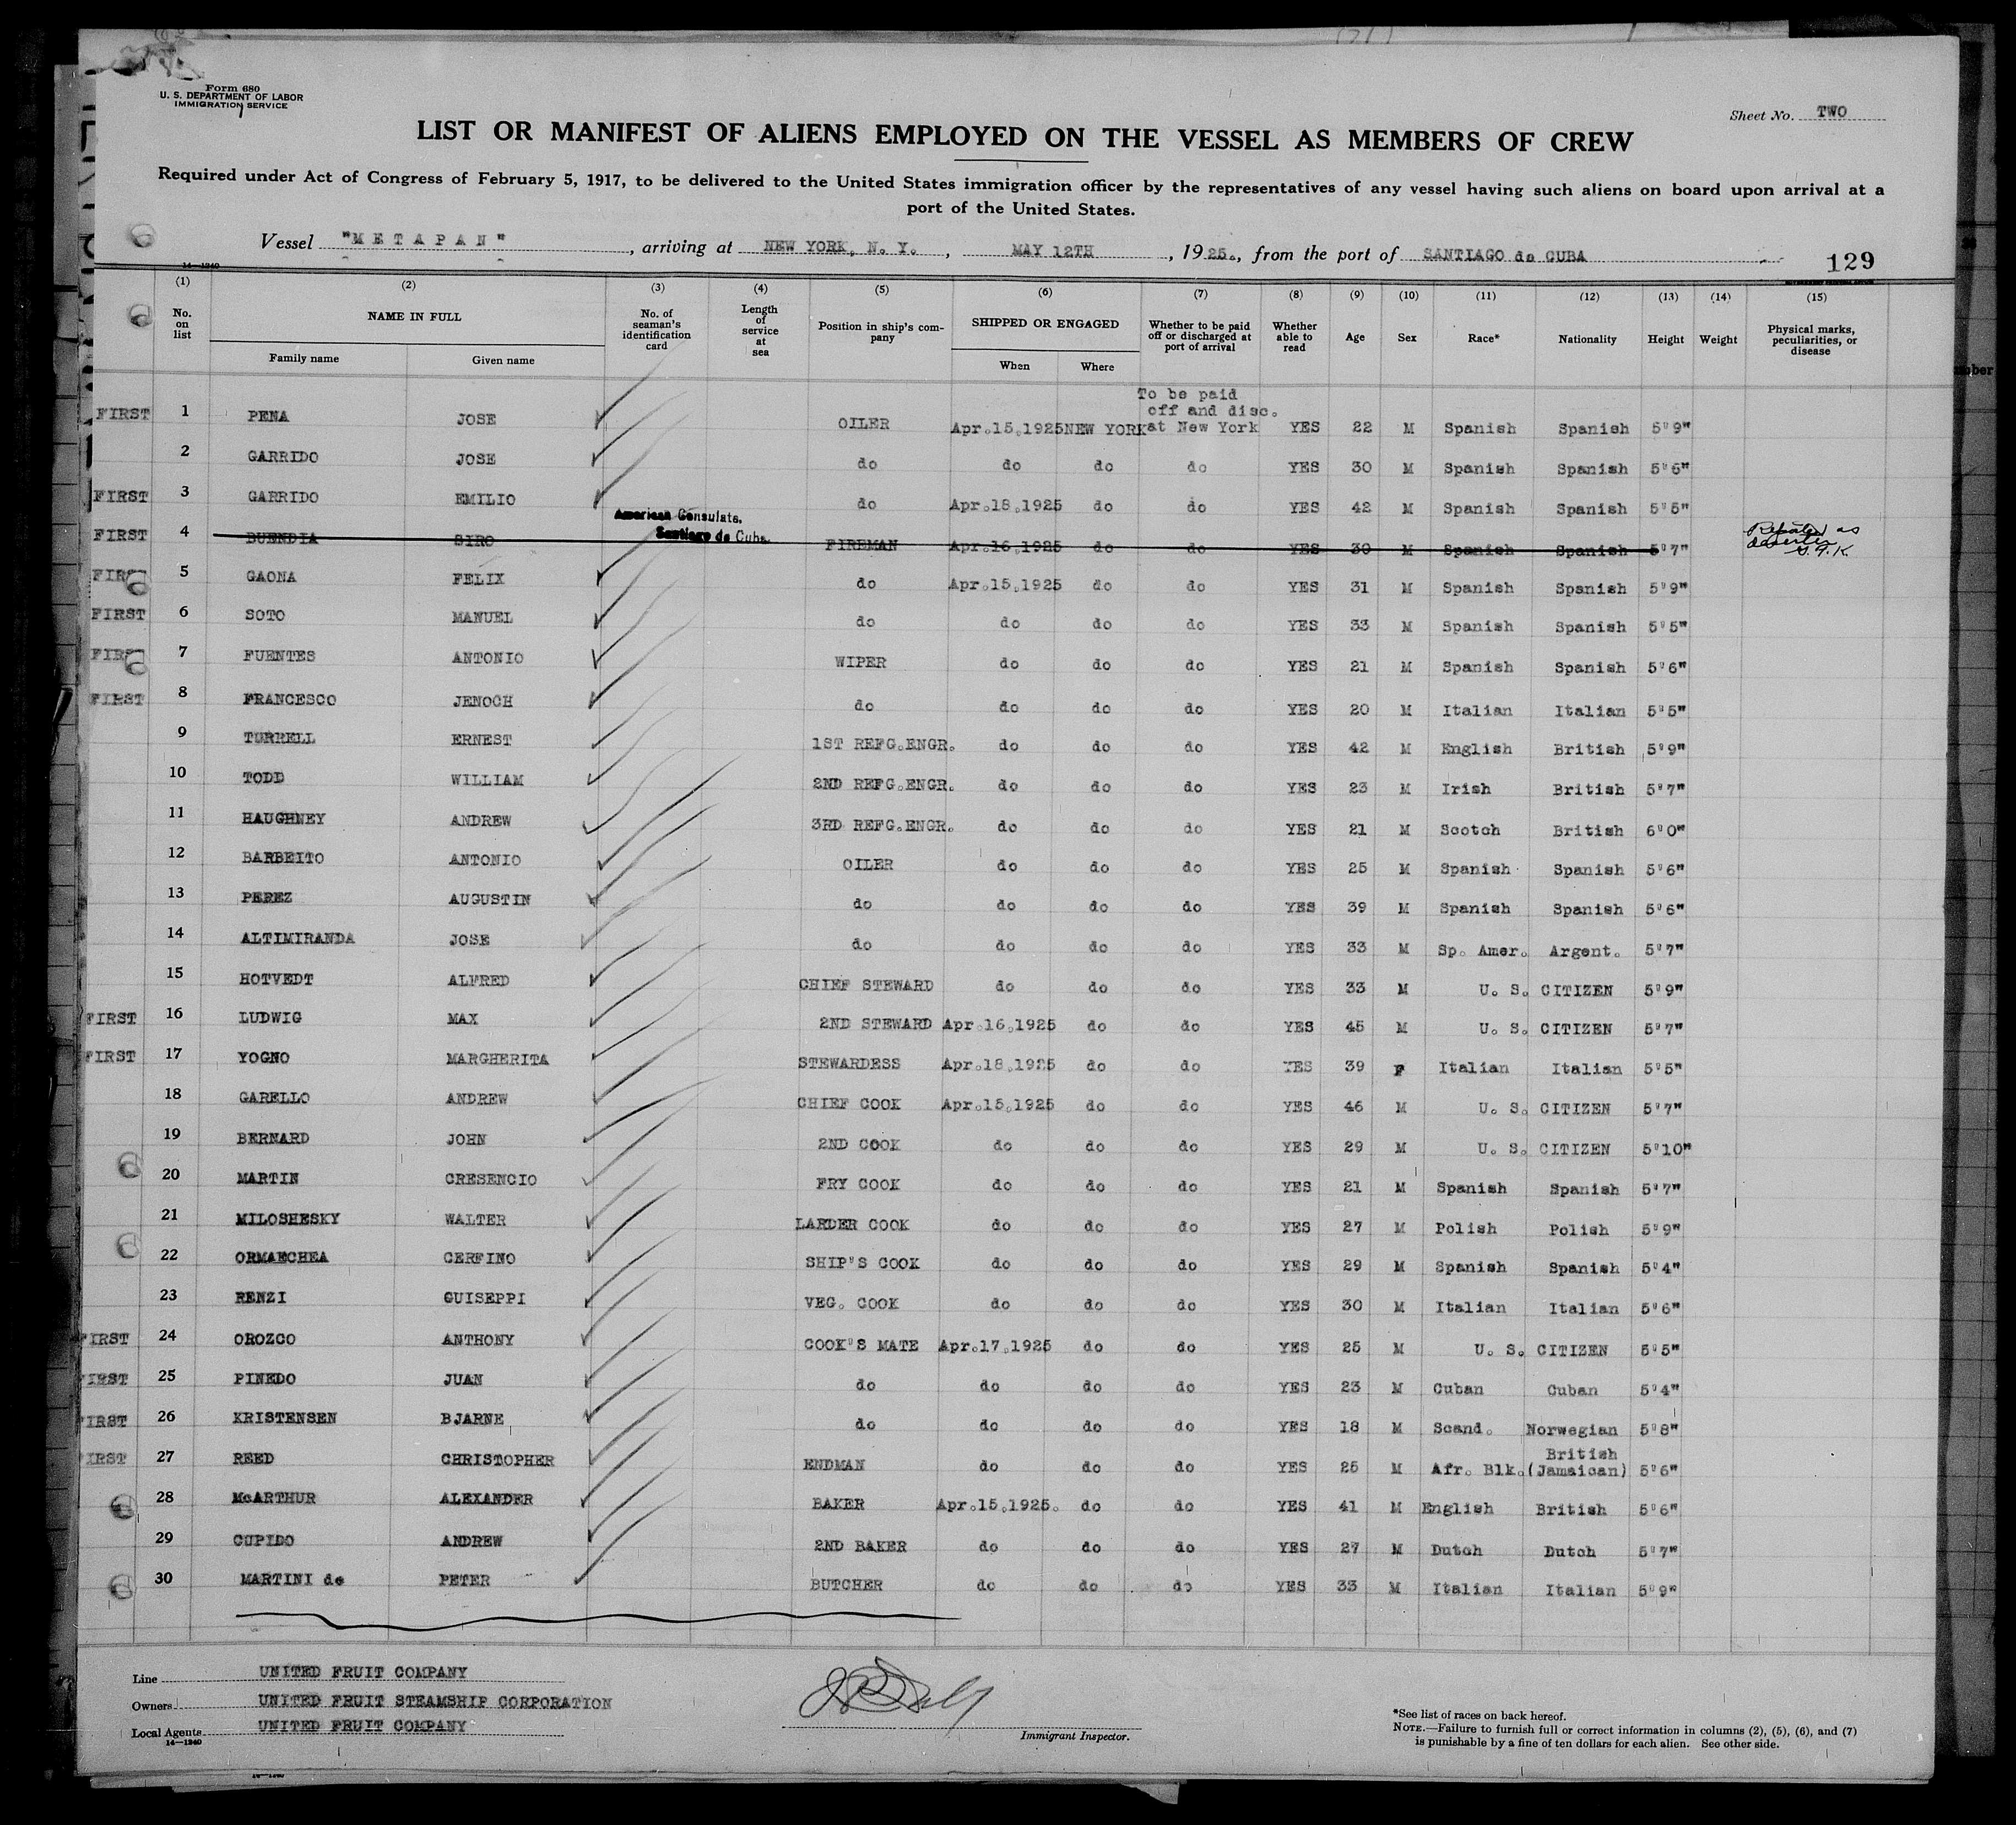 Form 680
U. S. DEPARTMENT OF LABOR
IMMIGRATION SERVICE
Sheet No. TWO
LIST OR MANIFEST OF ALIENS EMPLOYED ON THE VESSEL AS MEMBERS OF CREW
Required under Act of Congress of February 5, 1917, to be delivered to the United States immigration officer by the representatives of any vessel having such aliens on board upon arrival at a
port of the United States.
Vessel "METAPAN", arriving at NEW YORK, N. Y., MAY 12TH, 1925., from the port of SANTIAGO de CUBA
14—1240
129
(1) (2) (3) (4) (5) (6) (7) (8) (9) (10) (11) (12) (13) (14) (15)
No. on list NAME IN FULL Family name Given name No. of seaman's identification card Length of service at sea Position in ship's company SHIPPED OR ENGAGED When Where Whether to be paid off or discharged at port of arrival Whether able to read Age Sex Race* Nationality Height Weight Physical marks, peculiarities, or disease
FIRST 1 PENA JOSE OILER Apr.15,1925 NEW YORK To be paid off and disc. at New York YES 22 M Spanish Spanish 5'9"
2 GARRIDO JOSE do do do do YES 30 M Spanish Spanish 5'6"
FIRST 3 GARRIDO EMILIO do Apr.18,1925 do do YES 42 M Spanish Spanish 5'5"
American Consulate,
Santiago de Cuba.
FIRST 4 BUENDIA SIRO FIREMAN Apr.16,1925 do do YES 30 M Spanish Spanish 5'7" Reported as deserter
FIRST 5 GAONA FELIX do Apr.15,1925 do do YES 31 M Spanish Spanish 5'9"
FIRST 6 SOTO MANUEL do do do do YES 33 M Spanish Spanish 5'5"
FIRST 7 FUENTES ANTONIO WIPER do do do YES 21 M Spanish Spanish 5'6"
FIRST 8 FRANCESCO JENOCH do do do do YES 20 M Italian Italian 5'5"
9 TURRELL ERNEST 1ST REFG.ENGR. do do do YES 42 M English British 5'9"
10 TODD WILLIAM 2ND REFG.ENGR. do do do YES 23 M Irish British 5'7"
11 HAUGHNEY ANDREW 3RD REFG.ENGR. do do do YES 21 M Scotch British 6'0"
12 BARBEITO ANTONIO OILER do do do YES 25 M Spanish Spanish 5'6"
13 PEREZ AUGUSTIN do do do do YES 39 M Spanish Spanish 5'6"
14 ALTIMIRANDA JOSE do do do do YES 33 M Sp. Amer. Argent. 5'7"
15 HOTVEDT ALFRED CHIEF STEWARD do do do YES 33 M U. S. CITIZEN 5'9"
FIRST 16 LUDWIG MAX 2ND STEWARD Apr.16,1925 do do YES 45 M U. S. CITIZEN 5'7"
FIRST 17 YOGNO MARGHERITA STEWARDESS Apr.18,1925 do do YES 39 F Italian Italian 5'5"
18 GARELLO ANDREW CHIEF COOK Apr.15,1925 do do YES 46 M U. S. CITIZEN 5'7"
19 BERNARD JOHN 2ND COOK do do do YES 29 M U. S. CITIZEN 5'10"
20 MARTIN CRESENCIO FRY COOK do do do YES 21 M Spanish Spanish 5'7"
21 MILOSHESKY WALTER LARDER COOK do do do YES 27 M Polish Polish 5'9"
22 ORMAECHEA CERFINO SHIP'S COOK do do do YES 29 M Spanish Spanish 5'4"
23 RENZI GUISEPPI VEG. COOK do do do YES 30 M Italian Italian 5'6"
FIRST 24 OROZCO ANTHONY COOK'S MATE Apr.17,1925 do do YES 25 M U. S. CITIZEN 5'5"
FIRST 25 PINEDO JUAN do do do do YES 23 M Cuban Cuban 5'4"
FIRST 26 KRISTENSEN BJARNE do do do do YES 18 M Scand. Norwegian 5'8"
FIRST 27 REED CHRISTOPHER ENDMAN do do do YES 25 M Afr. Blk. British (Jamaican) 5'6"
28 McARTHUR ALEXANDER BAKER Apr.15,1925. do do YES 41 M English British 5'6"
29 CUPIDO ANDREW 2ND BAKER do do do YES 27 M Dutch Dutch 5'7"
30 MARTINI de PETER BUTCHER do do do YES 33 M Italian Italian 5'9"
Line UNITED FRUIT COMPANY
Owners UNITED FRUIT STEAMSHIP CORPORATION
Local Agents UNITED FRUIT COMPANY
14—1240
Immigrant Inspector.
*See list of races on back hereof.
NOTE.—Failure to furnish full or correct information in columns (2), (5), (6), and (7)
is punishable by a fine of ten dollars for each alien. See other side.